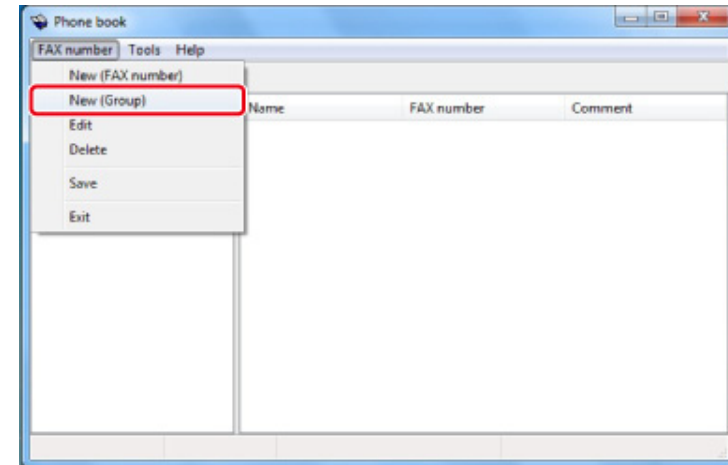 Phone book
FAX number Tools Help
New (FAX number)
New (Group)
Name FAX number Comment
Edit
Delete
Save
Exit